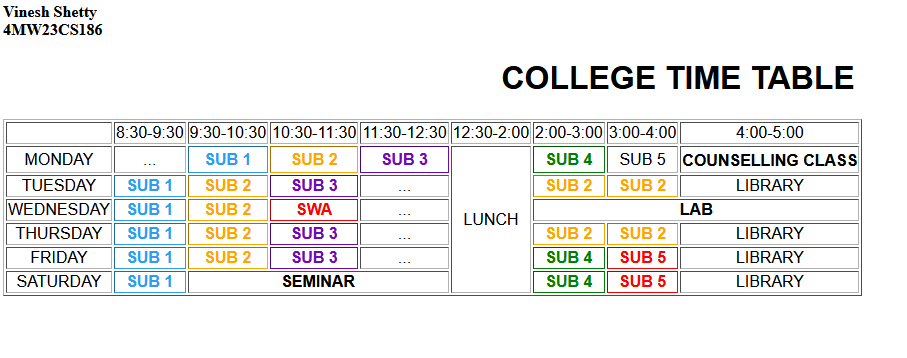 Vinesh Shetty
4MW23CS186
COLLEGE TIME TABLE
8:30-9:30 9:30-10:30 10:30-11:30 11:30-12:30 12:30-2:00 2:00-3:00 3:00-4:00 4:00-5:00
MONDAY ... SUB 1 SUB 2 SUB 3 LUNCH SUB 4 SUB 5 COUNSELLING CLASS
TUESDAY SUB 1 SUB 2 SUB 3 ... SUB 2 SUB 2 LIBRARY
WEDNESDAY SUB 1 SUB 2 SWA ... LAB
THURSDAY SUB 1 SUB 2 SUB 3 ... SUB 2 SUB 2 LIBRARY
FRIDAY SUB 1 SUB 2 SUB 3 ... SUB 4 SUB 5 LIBRARY
SATURDAY SUB 1 SEMINAR SUB 4 SUB 5 LIBRARY